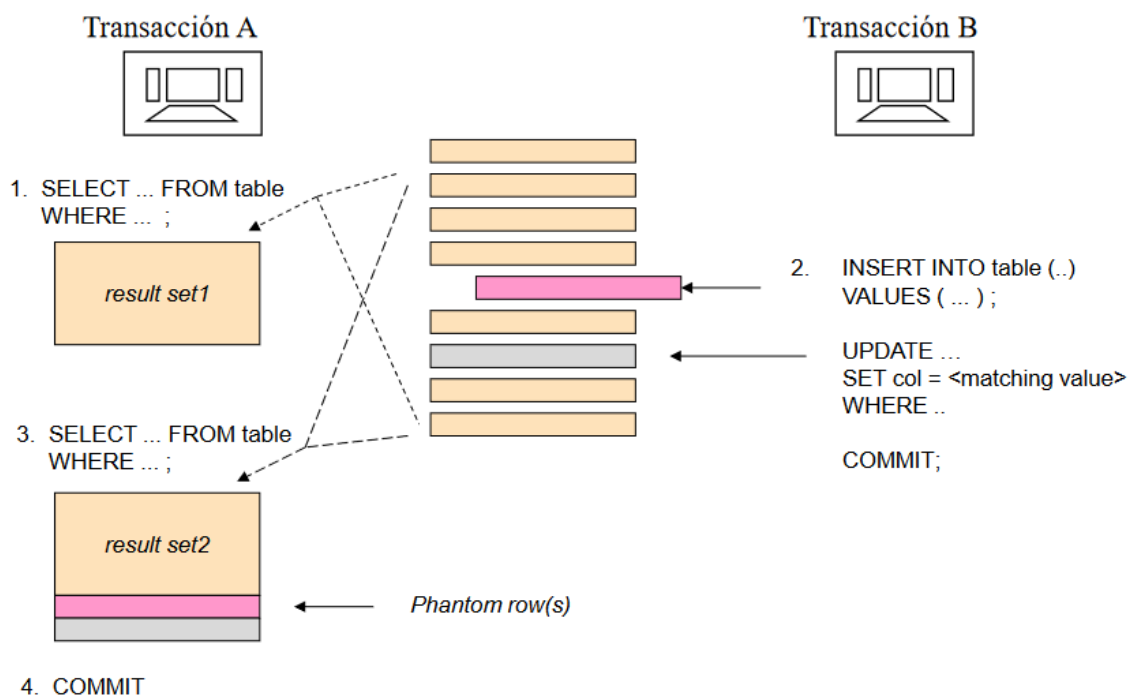 Transacción A
Transacción B
1. SELECT ... FROM table
WHERE ... ;
result set1
2. INSERT INTO table (..)
VALUES ( ... ) ;
UPDATE ...
SET col = <matching value>
WHERE ..
COMMIT;
3. SELECT ... FROM table
WHERE ... ;
result set2
Phantom row(s)
4. COMMIT